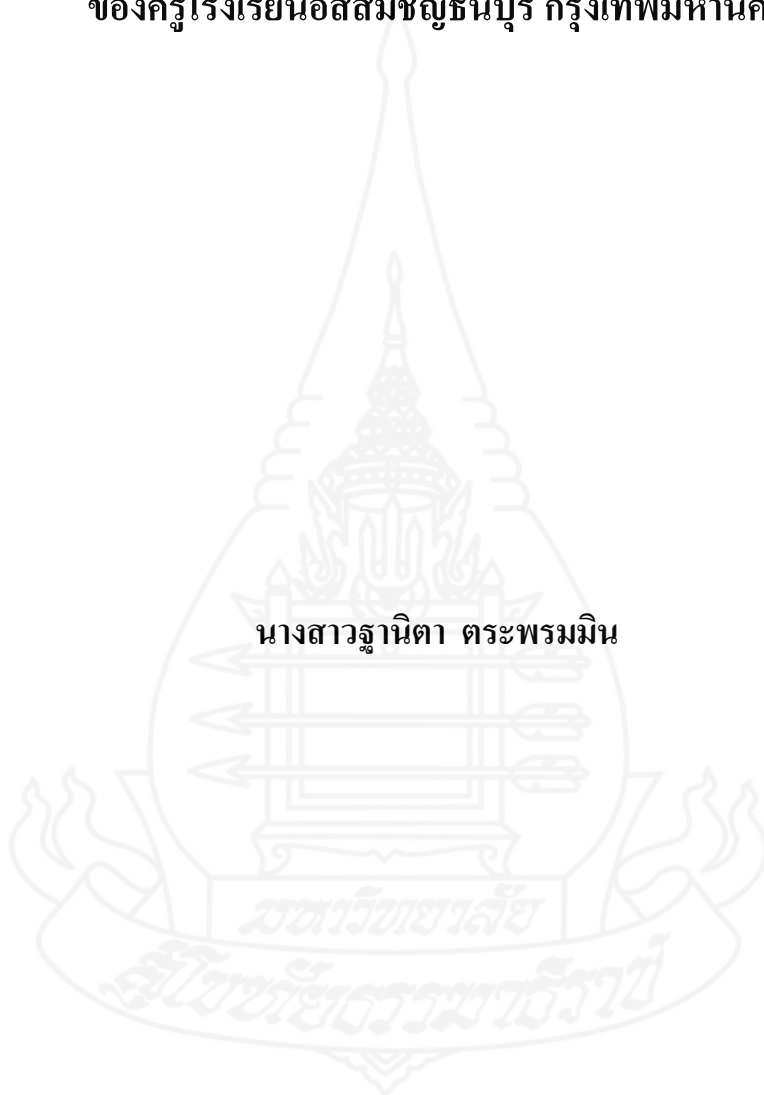 ของครูโรงเรียนอัสสัมชัญธนบุรี กรุงเทพมหานคร
นางสาวฐานิตา ตระพรมมิน
มหาวิทยาลัย
สุโขทัยธรรมาธิราช